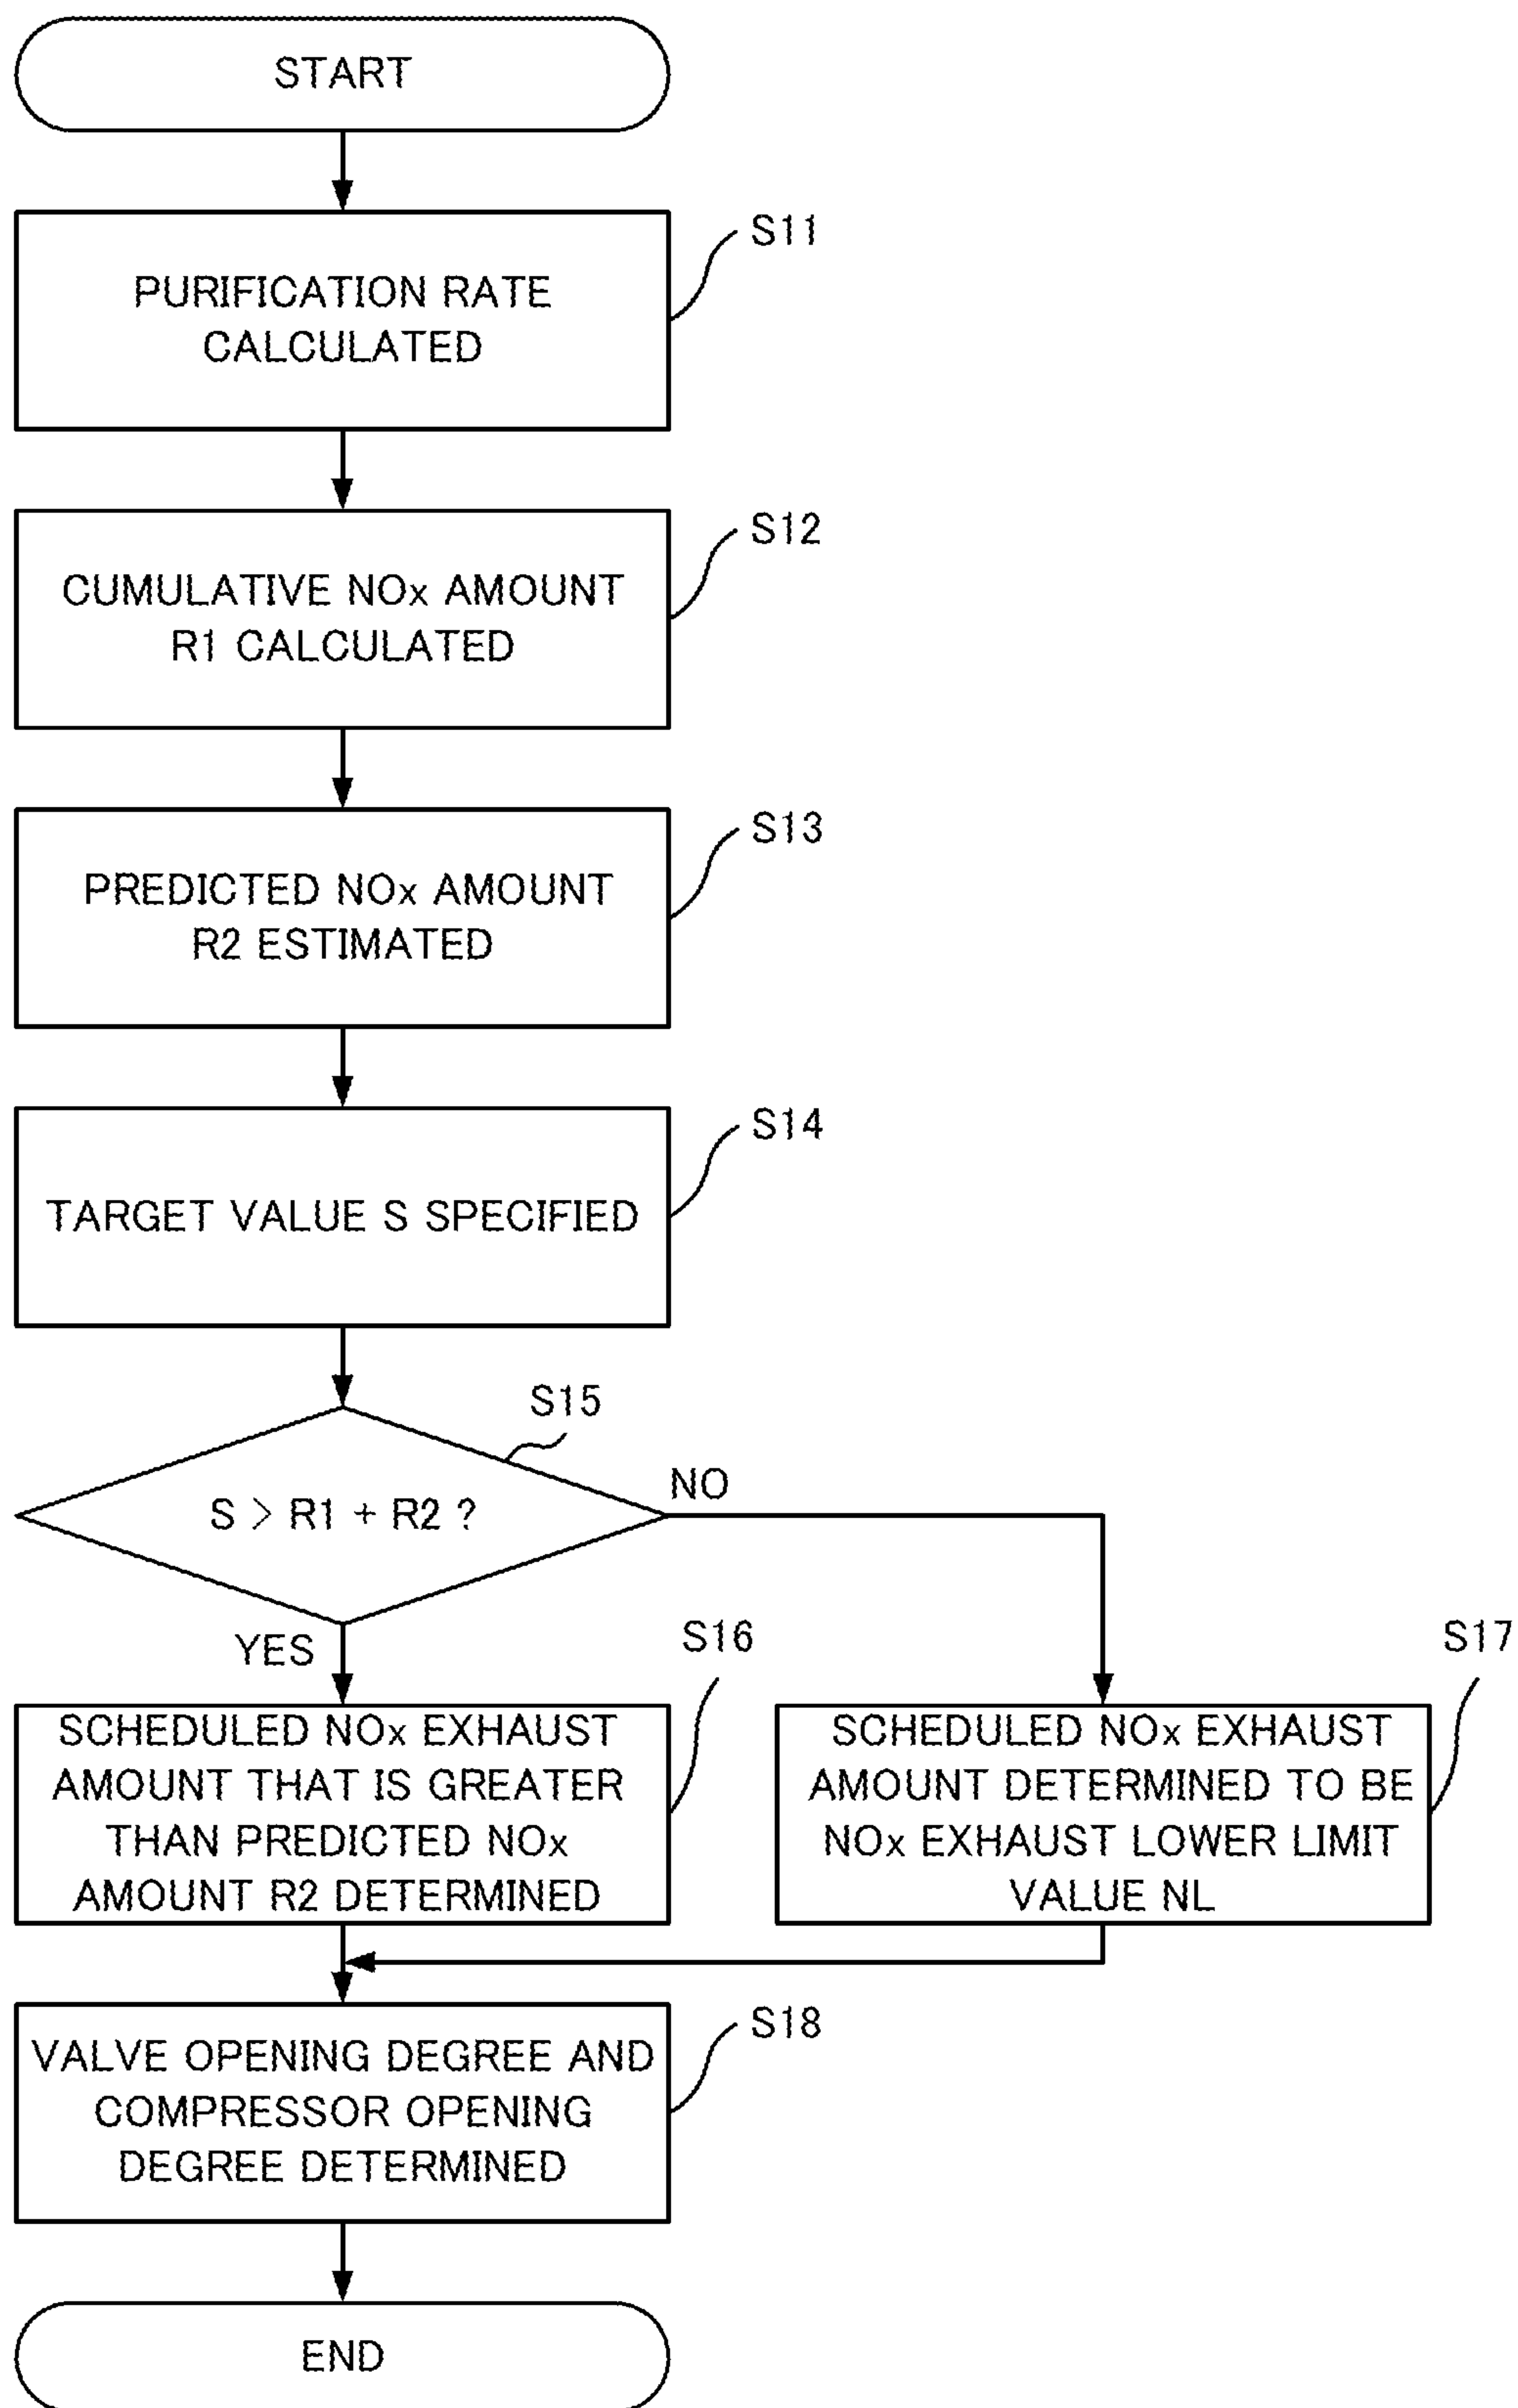 START
S11
PURIFICATION RATE
CALCULATED
S12
CUMULATIVE NOx AMOUNT
R1 CALCULATED
S13
PREDICTED NOx AMOUNT
R2 ESTIMATED
S14
TARGET VALUE S SPECIFIED
S15
S > R1 + R2 ?
NO
YES
S16
SCHEDULED NOx EXHAUST
AMOUNT THAT IS GREATER
THAN PREDICTED NOx
AMOUNT R2 DETERMINED
S17
SCHEDULED NOx EXHAUST
AMOUNT DETERMINED TO BE
NOx EXHAUST LOWER LIMIT
VALUE NL
S18
VALVE OPENING DEGREE AND
COMPRESSOR OPENING
DEGREE DETERMINED
END